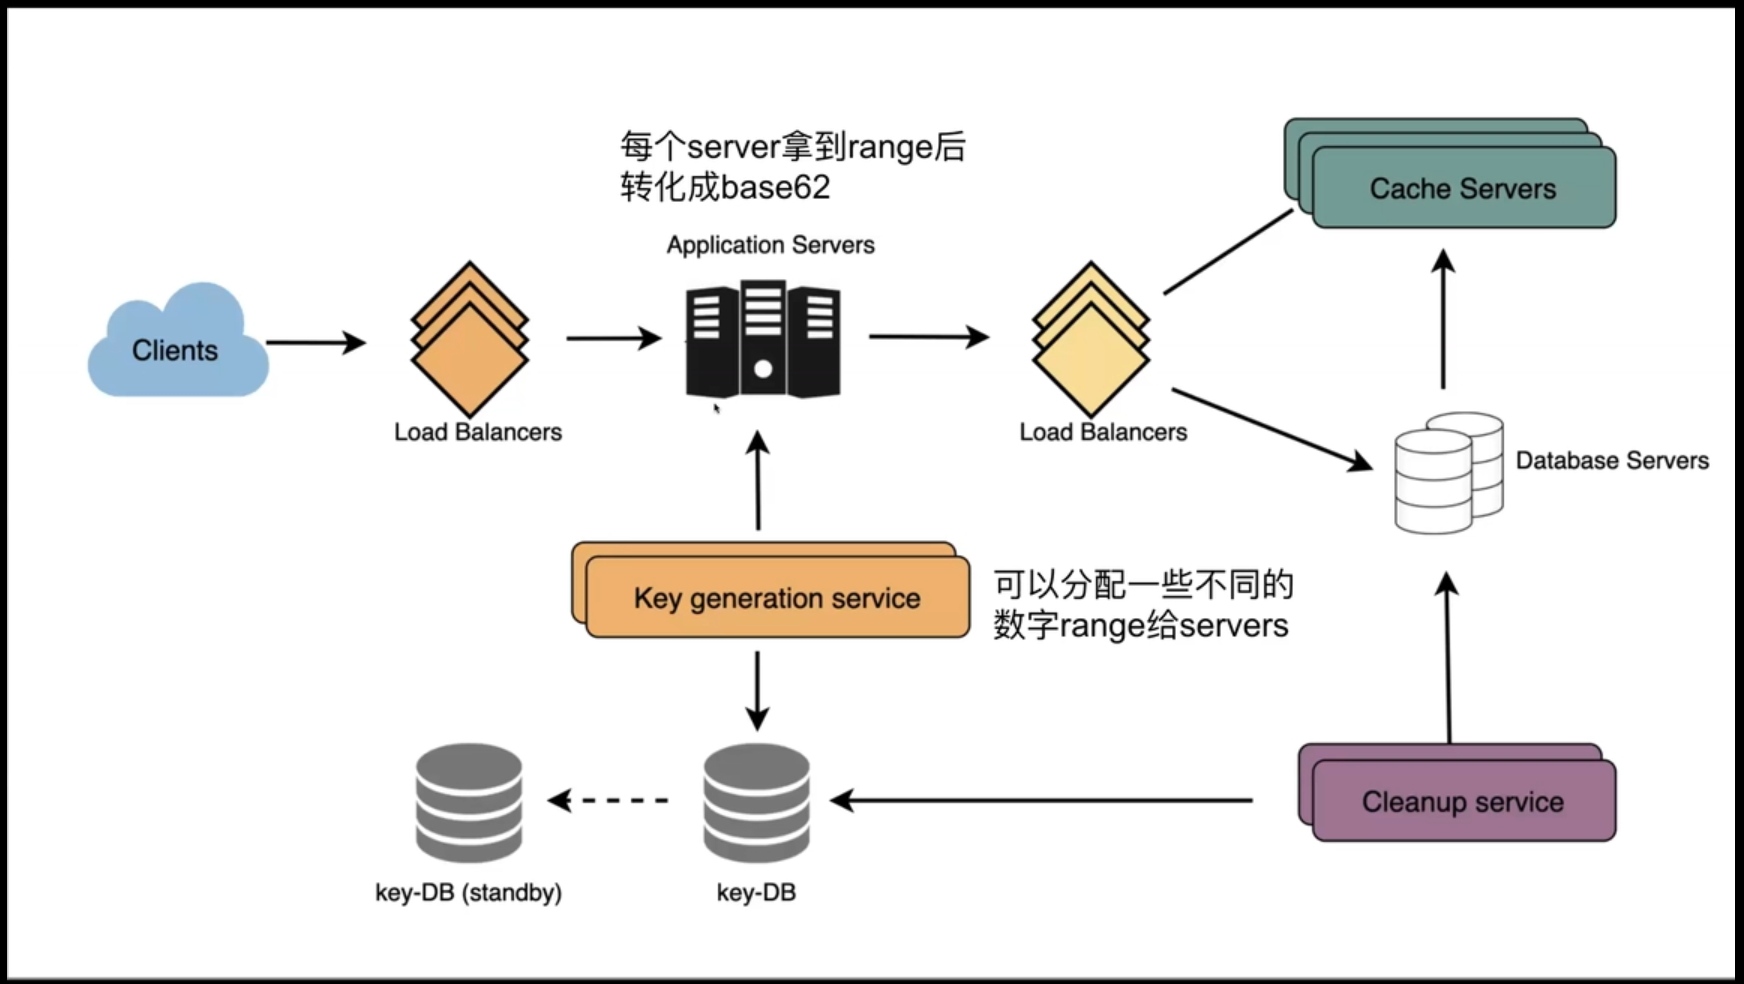 每个server拿到range后
转化成base62
Application Servers
Cache Servers
Clients
Load Balancers
Load Balancers
Database Servers
Key generation service
可以分配一些不同的
数字range给servers
Cleanup service
key-DB (standby)
key-DB